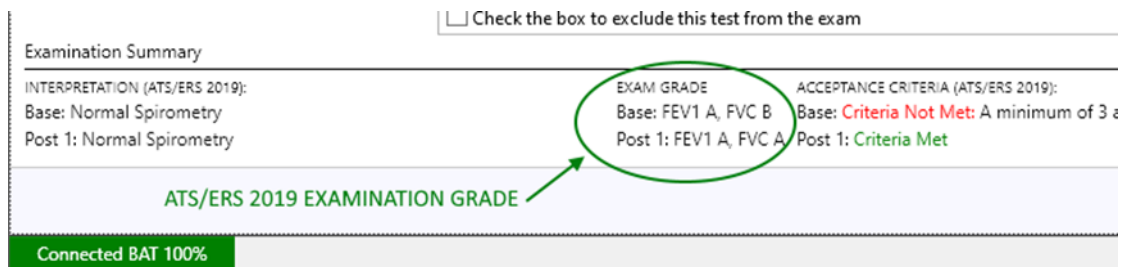 Check the box to exclude this test from the exam
Examination Summary
INTERPRETATION (ATS/ERS 2019):
Base: Normal Spirometry
Post 1: Normal Spirometry
EXAM GRADE
Base: FEV1 A, FVC B
Post 1: FEV1 A, FVC A
ACCEPTANCE CRITERIA (ATS/ERS 2019):
Base: Criteria Not Met: A minimum of 3 a
Post 1: Criteria Met
ATS/ERS 2019 EXAMINATION GRADE
Connected BAT 100%